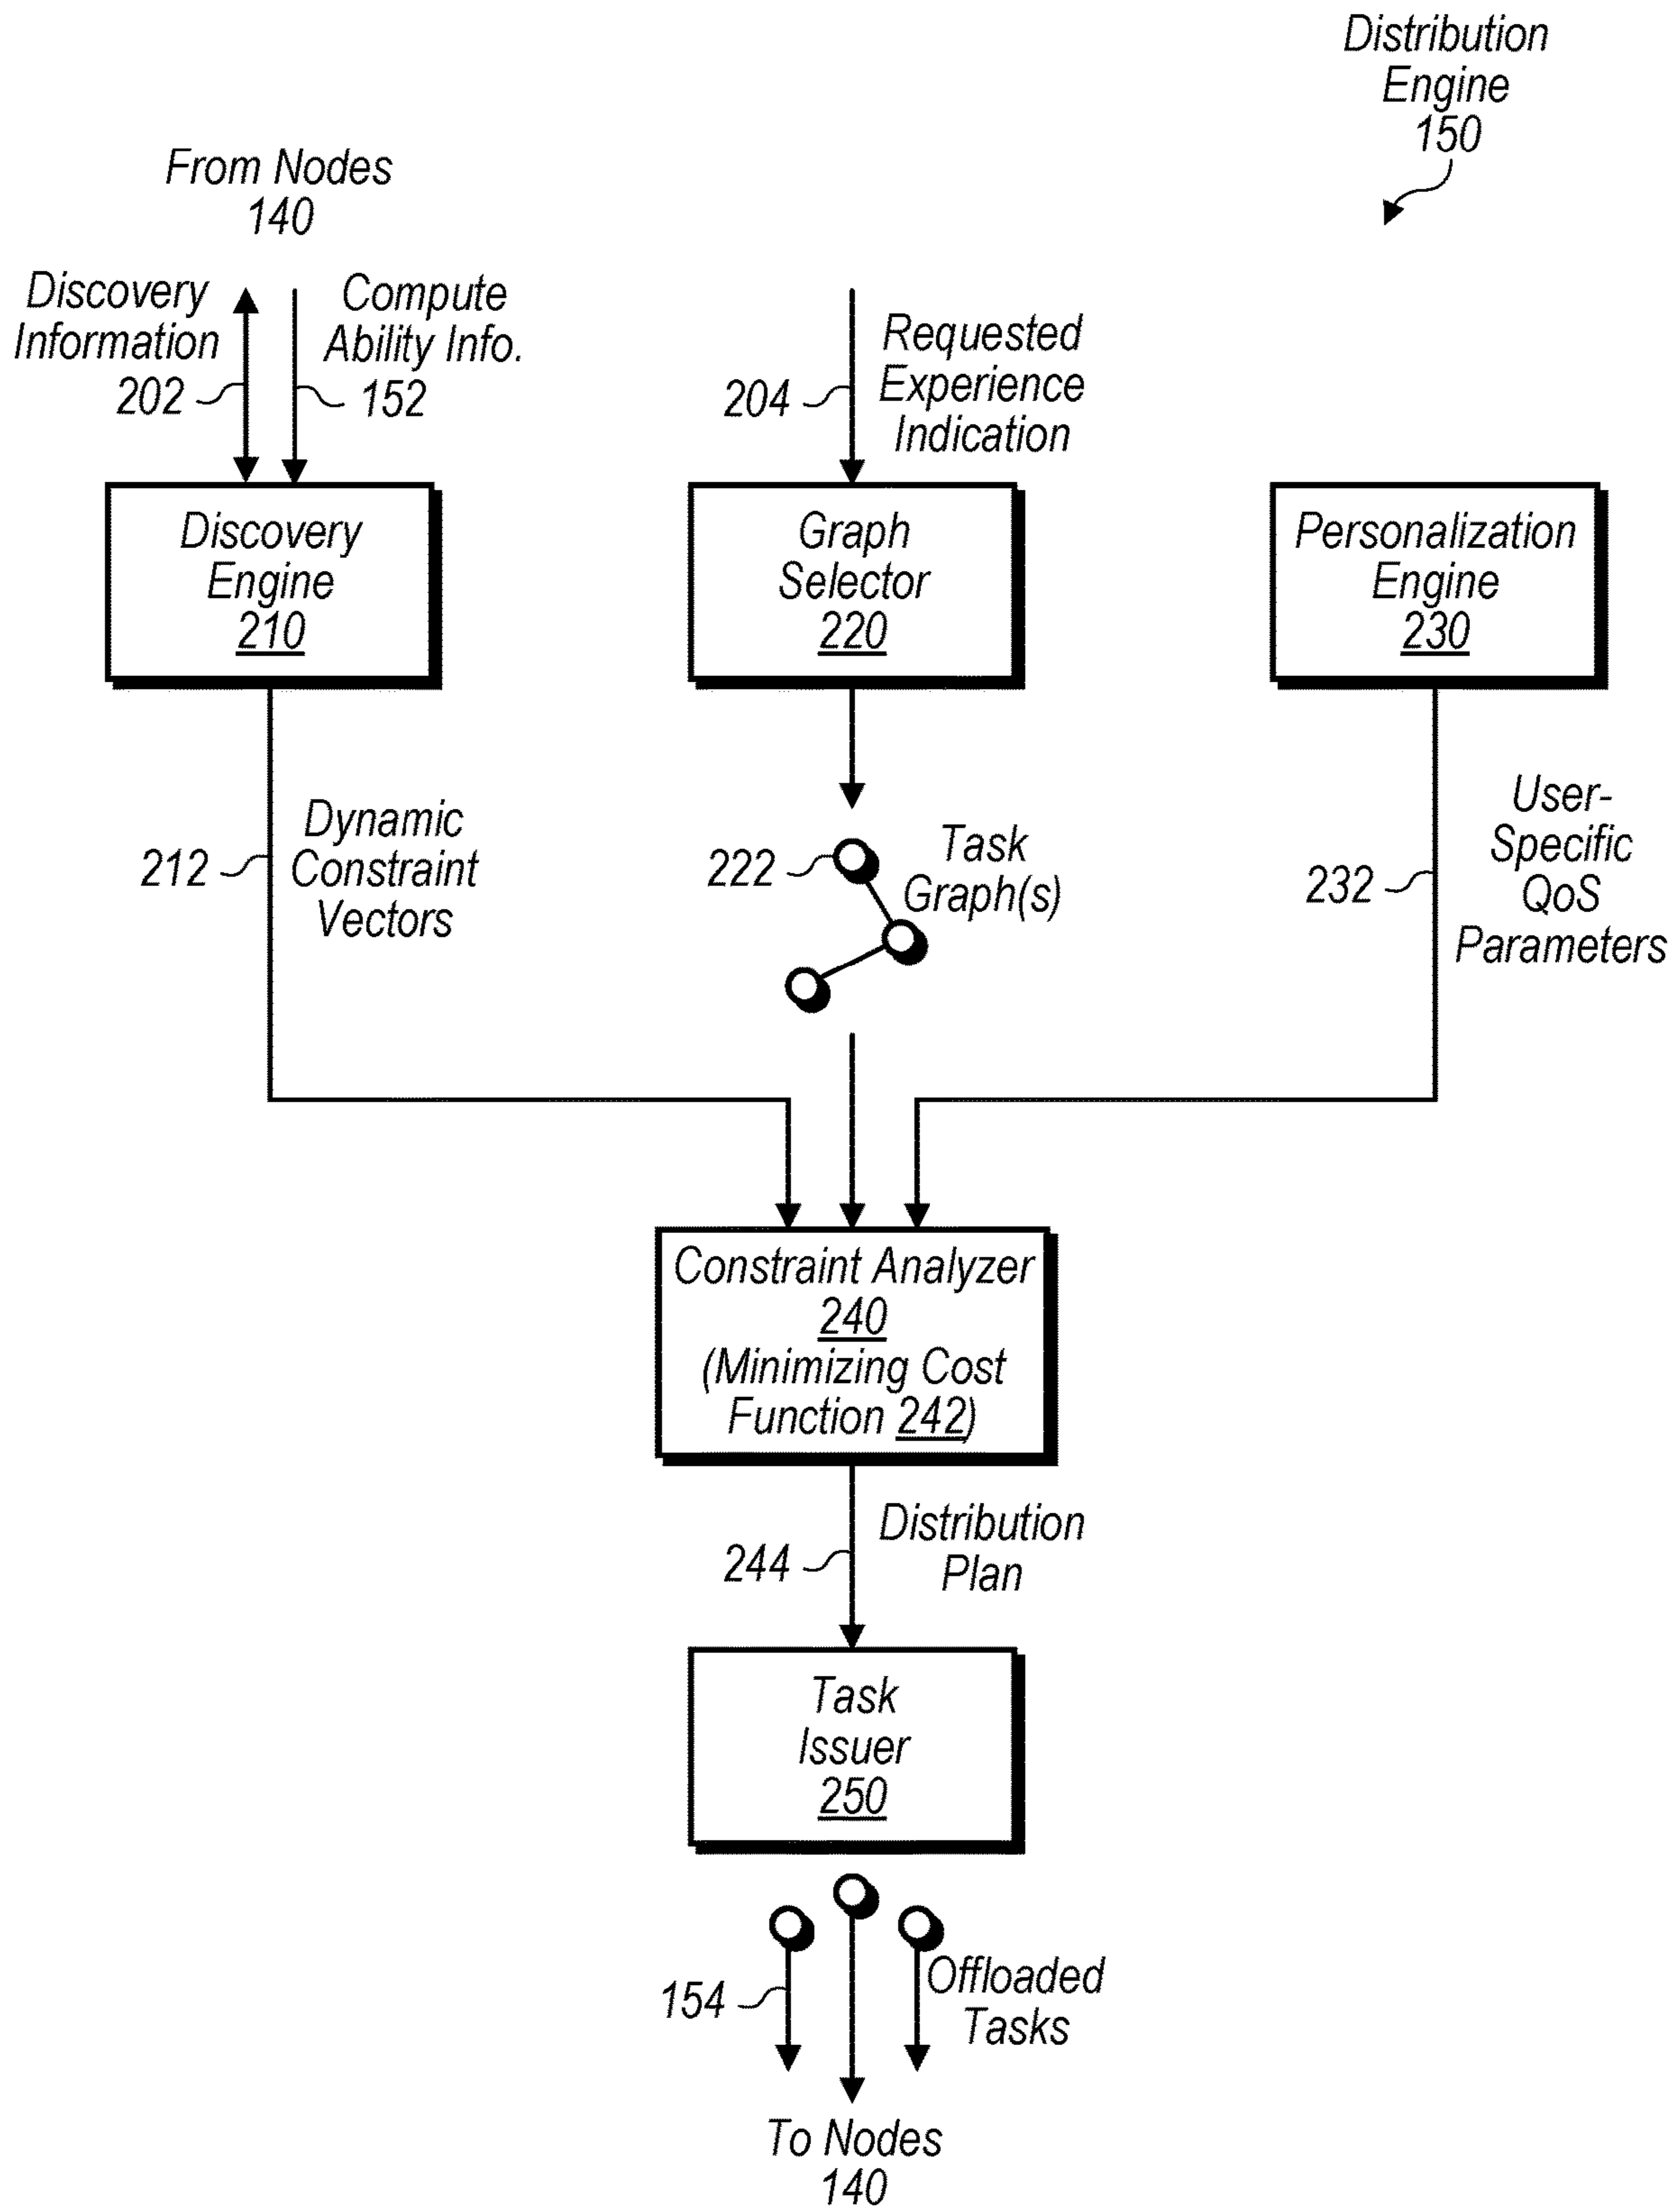 Distribution
Engine
150
From Nodes
140
Discovery
Information
202
Compute
Ability Info.
152
204
Requested
Experience
Indication
Discovery
Engine
210
Graph
Selector
220
Personalization
Engine
230
212
Dynamic
Constraint
Vectors
222
Task
Graph(s)
232
User-
Specific
QoS
Parameters
Constraint Analyzer
240
(Minimizing Cost
Function 242)
244
Distribution
Plan
Task
Issuer
250
154
Offloaded
Tasks
To Nodes
140